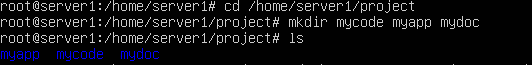 root@server1:/home/server1# cd /home/server1/project
root@server1:/home/server1/project# mkdir mycode myapp mydoc
root@server1:/home/server1/project# ls
myapp mycode mydoc